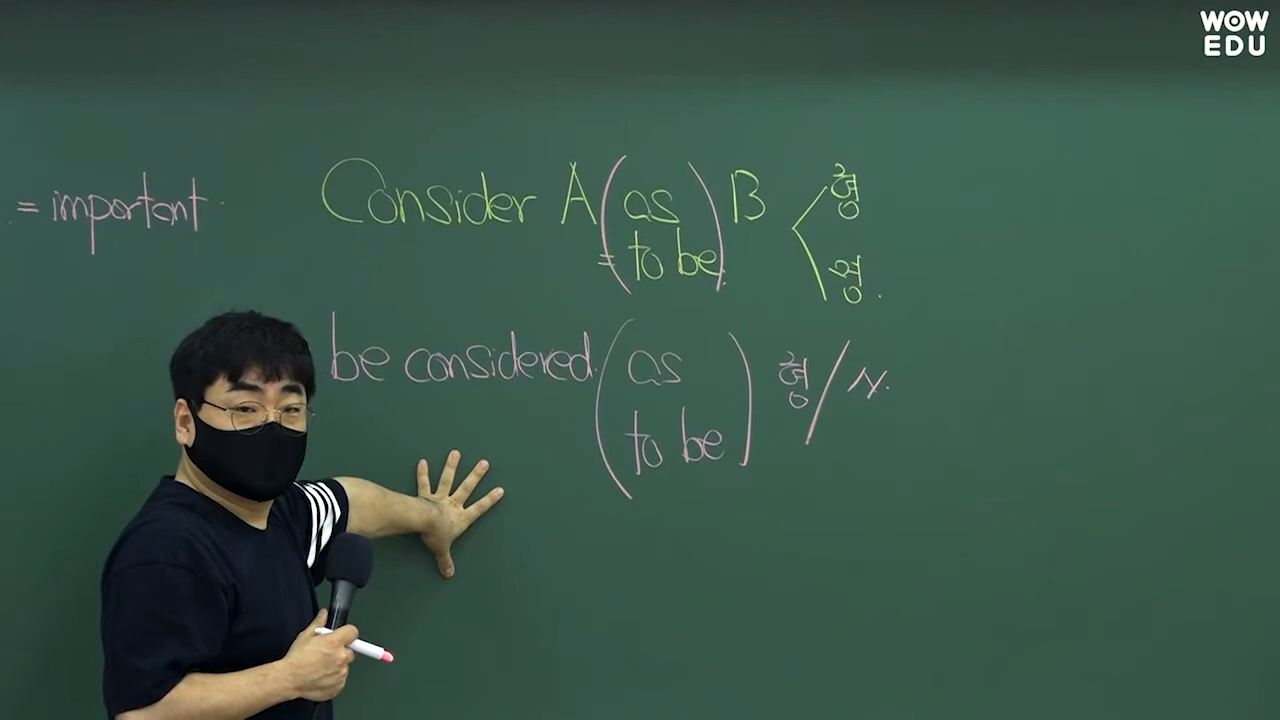 WOW
EDU
= important
Consider A (as B
형
= to be)
명
be considered (as
형 / N.
to be)